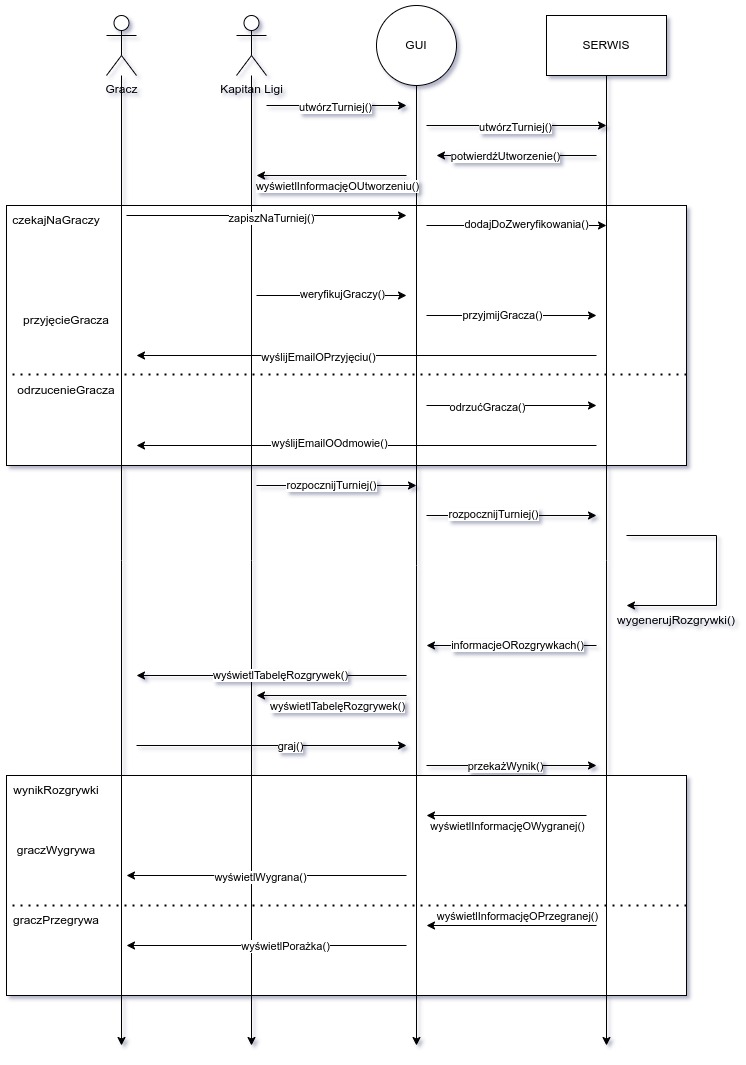 GUI
SERWIS
Gracz
Kapitan Ligi
utwórzTurniej()
utwórzTurniej()
potwierdźUtworzenie()
wyświetlInformacjęOUtworzeniu()
czekajNaGraczy
zapiszNaTurniej()
dodajDoZweryfikowania()
weryfikujGraczy()
przyjęcieGracza
przyjmijGracza()
wyślijEmailOPrzyjęciu()
odrzucenieGracza
odrzućGracza()
wyślijEmailOOdmowie()
rozpocznijTurniej()
rozpocznijTurniej()
wygenerujRozgrywki()
informacjeORozgrywkach()
wyświetlTabelęRozgrywek()
wyświetlTabelęRozgrywek()
graj()
przekażWynik()
wynikRozgrywki
wyświetlInformacjęOWygranej()
graczWygrywa
wyświetlWygrana()
graczPrzegrywa
wyświetlInformacjęOPrzegranej()
wyświetlPorażka()